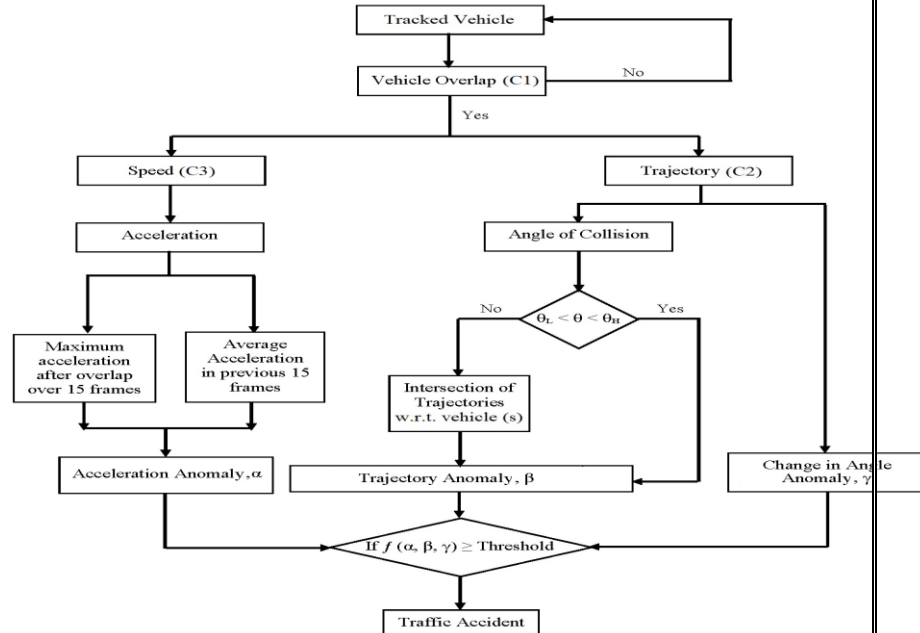 Tracked Vehicle
Vehicle Overlap (C1)
No
Yes
Speed (C3)
Trajectory (C2)
Acceleration
Angle of Collision
No
θL < θ < θH
Yes
Maximum
acceleration
after overlap
over 15 frames
Average
Acceleration
in previous 15
frames
Intersection of
Trajectories
w.r.t. vehicle (s)
Acceleration Anomaly, α
Trajectory Anomaly, β
Change in Angle
Anomaly, γ
If f (α, β, γ) ≥ Threshold
Traffic Accident